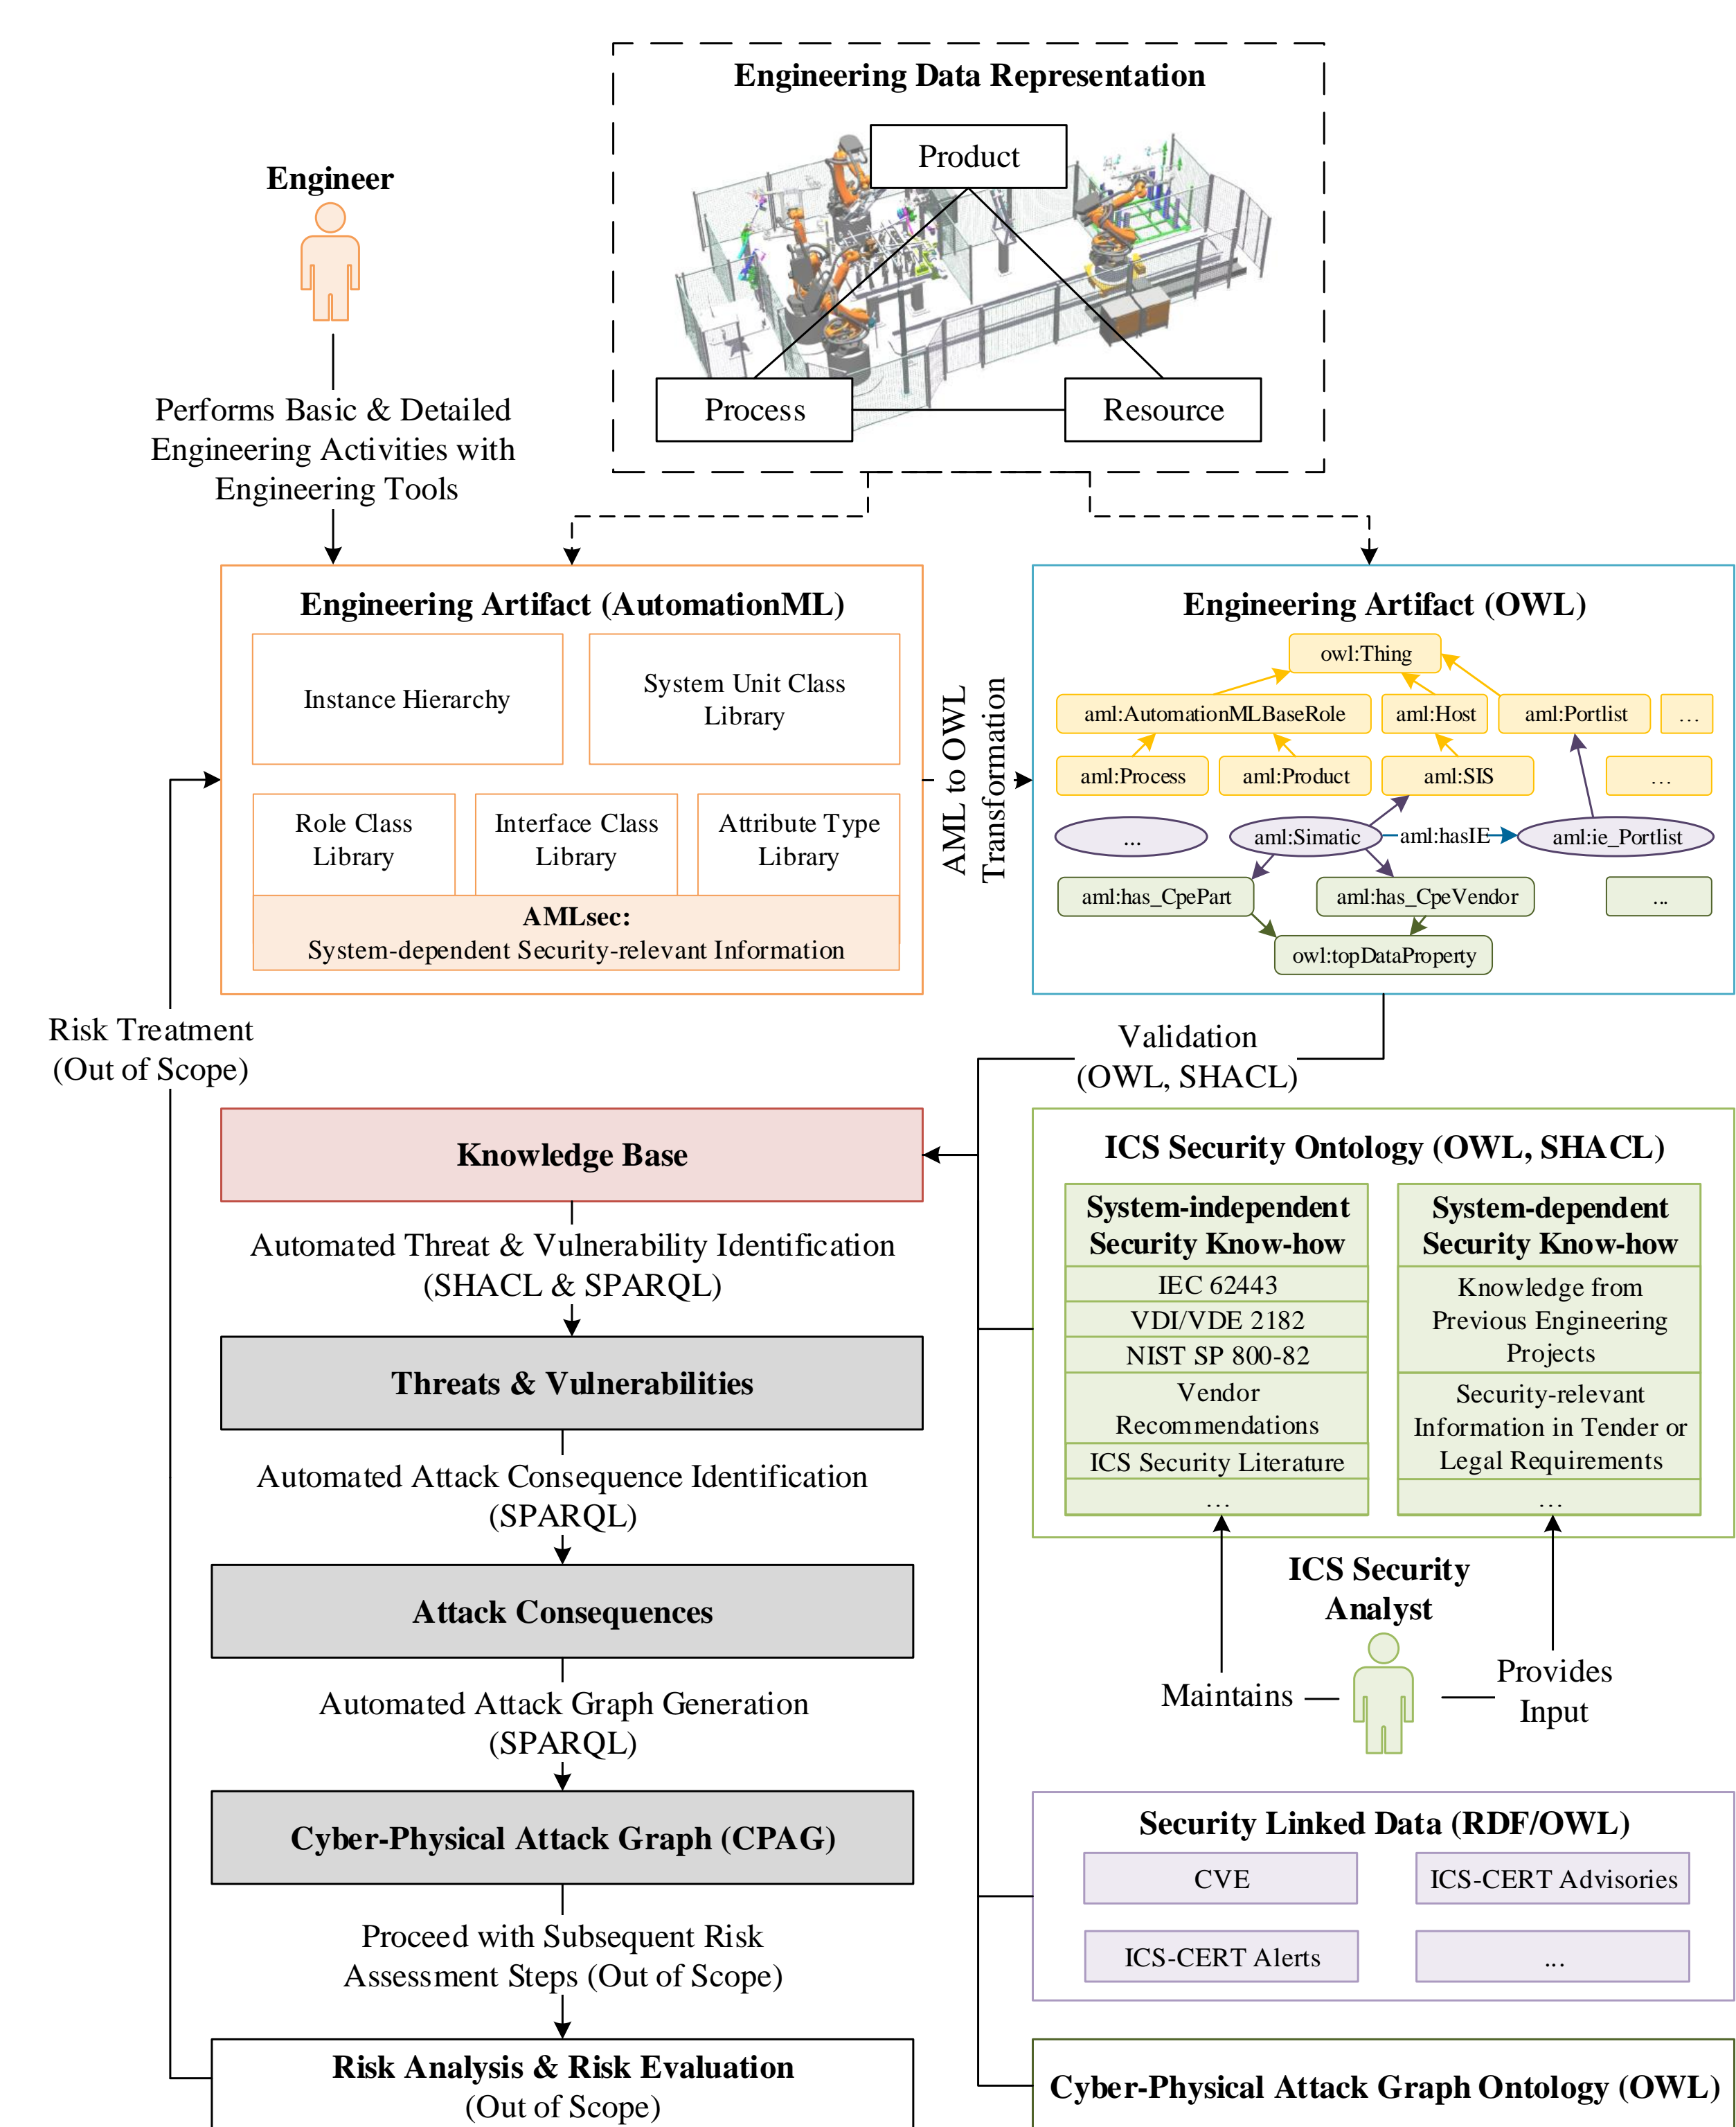 Engineering Data Representation
Product
Process
Resource
Engineer
Performs Basic & Detailed
Engineering Activities with
Engineering Tools
Engineering Artifact (AutomationML)
Instance Hierarchy
System Unit Class
Library
Role Class
Library
Interface Class
Library
Attribute Type
Library
AMLsec:
System-dependent Security-relevant Information
AML to OWL
Transformation
Engineering Artifact (OWL)
owl:Thing
aml:AutomationMLBaseRole
aml:Host
aml:Portlist
...
aml:Process
aml:Product
aml:SIS
...
...
aml:Simatic
aml:hasIE
aml:ie_Portlist
aml:has_CpePart
aml:has_CpeVendor
...
owl:topDataProperty
Risk Treatment
(Out of Scope)
Validation
(OWL, SHACL)
Knowledge Base
Automated Threat & Vulnerability Identification
(SHACL & SPARQL)
Threats & Vulnerabilities
Automated Attack Consequence Identification
(SPARQL)
Attack Consequences
Automated Attack Graph Generation
(SPARQL)
Cyber-Physical Attack Graph (CPAG)
Proceed with Subsequent Risk
Assessment Steps (Out of Scope)
Risk Analysis & Risk Evaluation
(Out of Scope)
ICS Security Ontology (OWL, SHACL)
System-independent
Security Know-how
IEC 62443
VDI/VDE 2182
NIST SP 800-82
Vendor
Recommendations
ICS Security Literature
...
System-dependent
Security Know-how
Knowledge from
Previous Engineering
Projects
Security-relevant
Information in Tender or
Legal Requirements
...
ICS Security
Analyst
Maintains
Provides
Input
Security Linked Data (RDF/OWL)
CVE
ICS-CERT Advisories
ICS-CERT Alerts
...
Cyber-Physical Attack Graph Ontology (OWL)